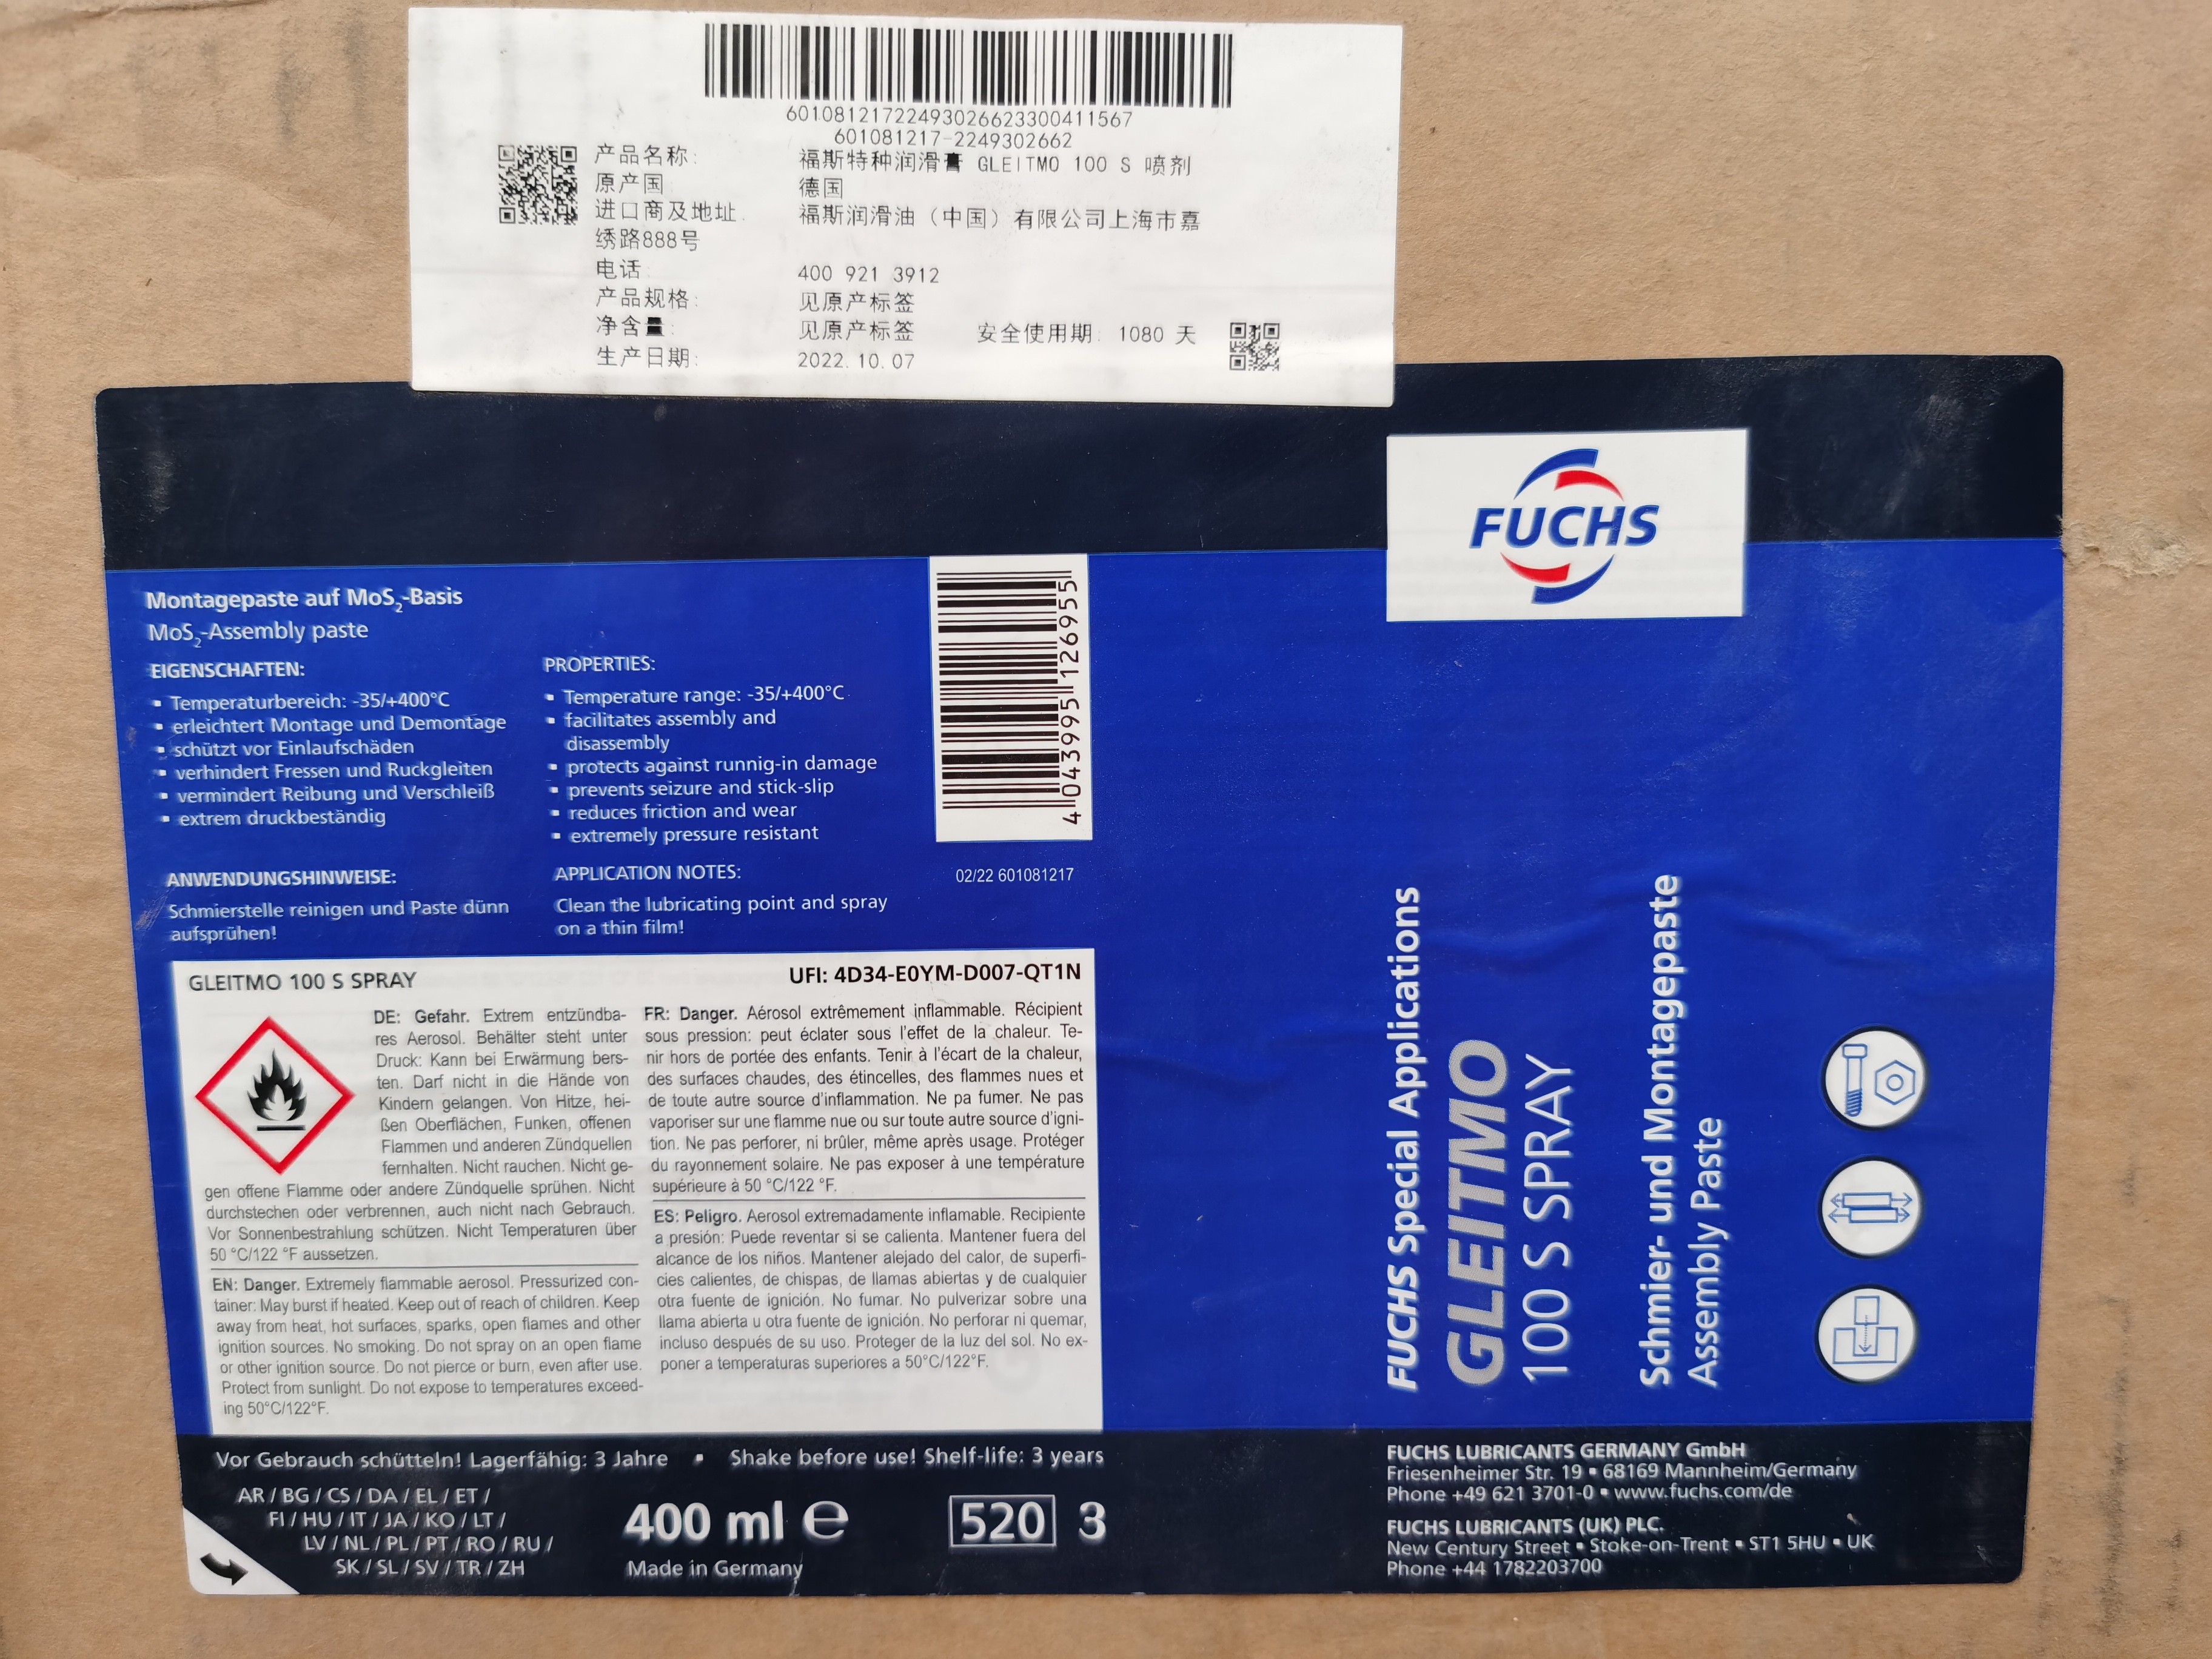 60108121722493026623300411567
601081217-2249302662
产品名称: 福斯特种润滑膏 GLEITMO 100 S 喷剂
原产国 德国
进口商及地址. 福斯润滑油（中国）有限公司上海市嘉
绣路888号
电话: 400 921 3912
产品规格: 见原产标签
净含量: 见原产标签 安全使用期: 1080 天
生产日期: 2022.10.07
FUCHS
Montagepaste auf MoS₂-Basis
MoS₂-Assembly paste
EIGENSCHAFTEN:
▪ Temperaturbereich: -35/+400°C
▪ erleichtert Montage und Demontage
▪ schützt vor Einlaufschäden
▪ verhindert Fressen und Ruckgleiten
▪ vermindert Reibung und Verschleiß
▪ extrem druckbeständig
PROPERTIES:
▪ Temperature range: -35/+400°C
▪ facilitates assembly and
disassembly
▪ protects against runnig-in damage
▪ prevents seizure and stick-slip
▪ reduces friction and wear
▪ extremely pressure resistant
4 043995 126955
ANWENDUNGSHINWEISE:
Schmierstelle reinigen und Paste dünn
aufsprühen!
APPLICATION NOTES:
Clean the lubricating point and spray
on a thin film!
02/22 601081217
GLEITMO 100 S SPRAY
UFI: 4D34-E0YM-D007-QT1N
DE: Gefahr. Extrem entzündba-
res Aerosol. Behälter steht unter
Druck: Kann bei Erwärmung bers-
ten. Darf nicht in die Hände von
Kindern gelangen. Von Hitze, hei-
ßen Oberflächen, Funken, offenen
Flammen und anderen Zündquellen
fernhalten. Nicht rauchen. Nicht ge-
gen offene Flamme oder andere Zündquelle sprühen. Nicht
durchstechen oder verbrennen, auch nicht nach Gebrauch.
Vor Sonnenbestrahlung schützen. Nicht Temperaturen über
50 °C/122 °F aussetzen.
EN: Danger. Extremely flammable aerosol. Pressurized con-
tainer: May burst if heated. Keep out of reach of children. Keep
away from heat, hot surfaces, sparks, open flames and other
ignition sources. No smoking. Do not spray on an open flame
or other ignition source. Do not pierce or burn, even after use.
Protect from sunlight. Do not expose to temperatures exceed-
ing 50°C/122°F.
FR: Danger. Aérosol extrêmement inflammable. Récipient
sous pression: peut éclater sous l'effet de la chaleur. Te-
nir hors de portée des enfants. Tenir à l'écart de la chaleur,
des surfaces chaudes, des étincelles, des flammes nues et
de toute autre source d'inflammation. Ne pa fumer. Ne pas
vaporiser sur une flamme nue ou sur toute autre source d'igni-
tion. Ne pas perforer, ni brûler, même après usage. Protéger
du rayonnement solaire. Ne pas exposer à une température
supérieure à 50 °C/122 °F.
ES: Peligro. Aerosol extremadamente inflamable. Recipiente
a presión: Puede reventar si se calienta. Mantener fuera del
alcance de los niños. Mantener alejado del calor, de superfi-
cies calientes, de chispas, de llamas abiertas y de cualquier
otra fuente de ignición. No fumar. No pulverizar sobre una
llama abierta u otra fuente de ignición. No perforar ni quemar,
incluso después de su uso. Proteger de la luz del sol. No ex-
poner a temperaturas superiores a 50°C/122°F.
Vor Gebrauch schütteln! Lagerfähig: 3 Jahre ▪ Shake before use! Shelf-life: 3 years
AR / BG / CS / DA / EL / ET /
FI / HU / IT / JA / KO / LT /
LV / NL / PL / PT / RO / RU /
SK / SL / SV / TR / ZH
400 ml ℮
Made in Germany
520 3
FUCHS Special Applications
GLEITMO
100 S SPRAY
Schmier- und Montagepaste
Assembly Paste
FUCHS LUBRICANTS GERMANY GmbH
Friesenheimer Str. 19 ▪ 68169 Mannheim/Germany
Phone +49 621 3701-0 ▪ www.fuchs.com/de
FUCHS LUBRICANTS (UK) PLC.
New Century Street ▪ Stoke-on-Trent ▪ ST1 5HU ▪ UK
Phone +44 1782203700